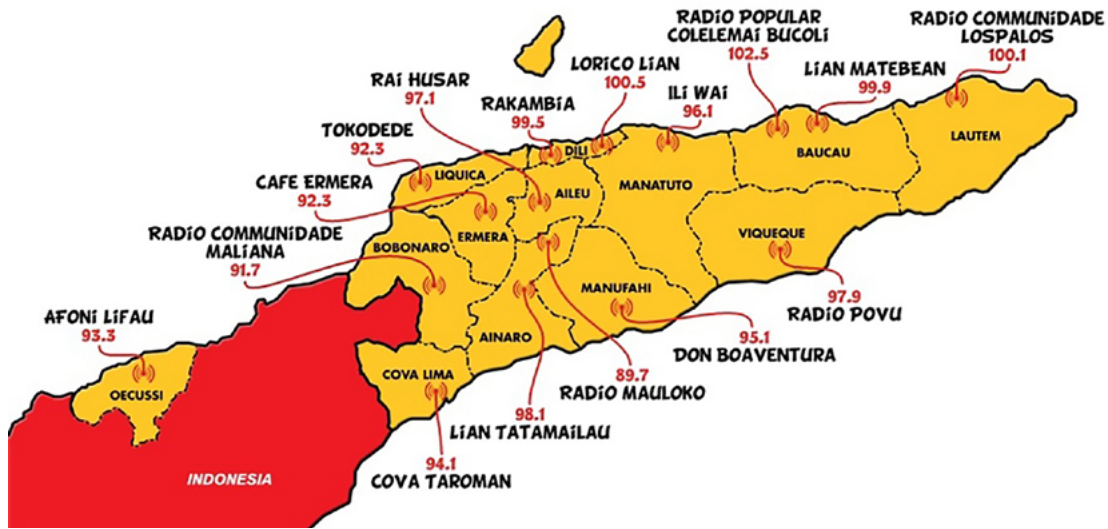 RADIO POPULAR
COLELEMAI BUCOLI
102.5
RADIO COMMUNIDADE
LOSPALOS
100.1
LORICO LIAN
100.5
LIAN MATEBEAN
99.9
RAI HUSAR
97.1
ILI WAI
96.1
RAKAMBIA
99.5
TOKODEDE
92.3
CAFE ERMERA
92.3
RADIO COMMUNIDADE
MALIANA
91.7
AFONI LIFAU
93.3
DILI
LIQUICA
AILEU
MANATUTO
BAUCAU
LAUTEM
ERMERA
BOBONARO
VIQUEQUE
MANUFAHI
AINARO
COVA LIMA
OECUSSI
INDONESIA
97.9
RADIO POVU
95.1
DON BOAVENTURA
89.7
RADIO MAULOKO
98.1
LIAN TATAMAILAU
94.1
COVA TAROMAN